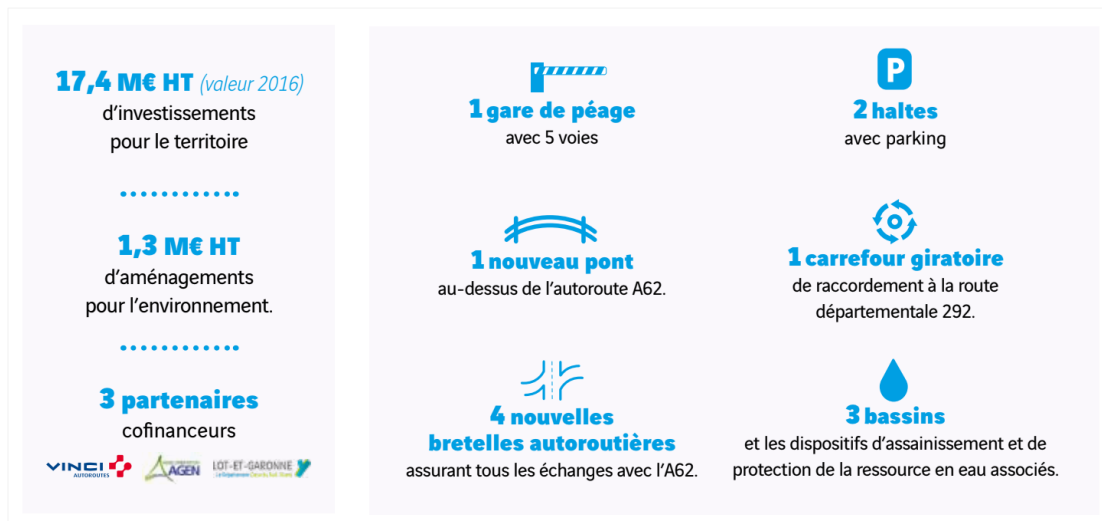 17,4 M€ HT (valeur 2016)
d'investissements
pour le territoire
1,3 M€ HT
d'aménagements
pour l'environnement.
3 partenaires
cofinanceurs
VINCI
AUTOROUTES
AGEN
LOT-ET-GARONNE
1 gare de péage
avec 5 voies
P
2 haltes
avec parking
1 nouveau pont
au-dessus de l'autoroute A62.
1 carrefour giratoire
de raccordement à la route
départementale 292.
4 nouvelles
bretelles autoroutières
assurant tous les échanges avec l'A62.
3 bassins
et les dispositifs d'assainissement et de
protection de la ressource en eau associés.